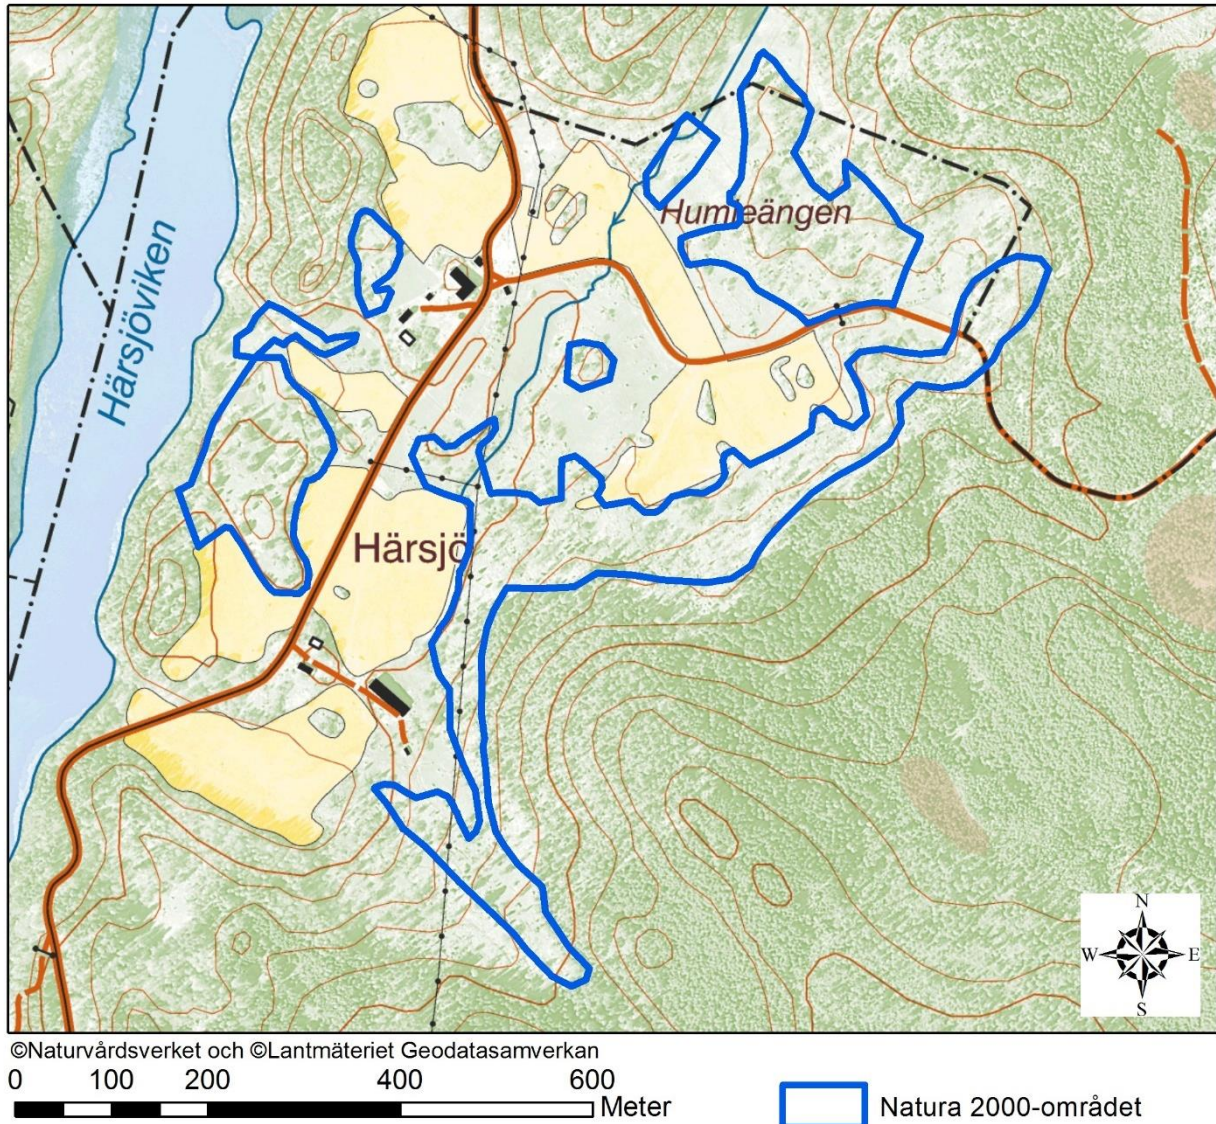 Härsjöviken
Humleängen
Härsjö
N
W E
S
©Naturvårdsverket och ©Lantmäteriet Geodatasamverkan
0 100 200 400 600
Meter
Natura 2000-området